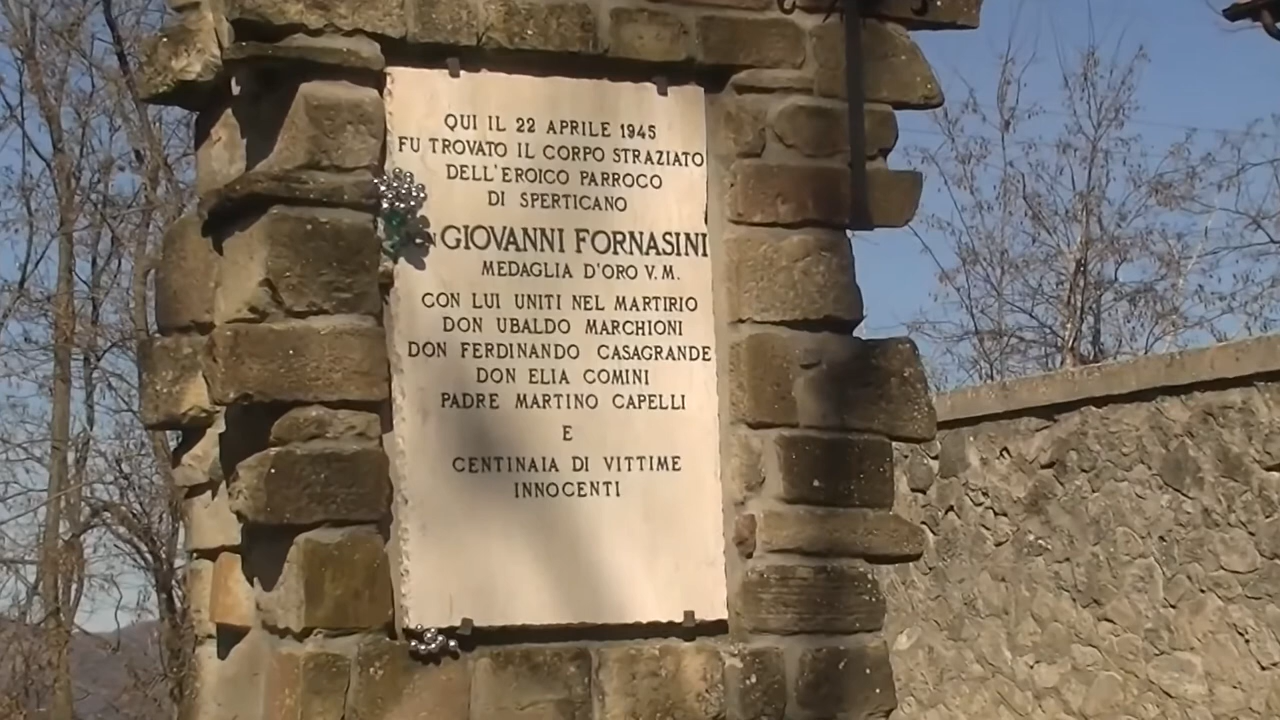 QUI IL 22 APRILE 1945
FU TROVATO IL CORPO STRAZIATO
DELL'EROICO PARROCO
DI SPERTICANO
GIOVANNI FORNASINI
MEDAGLIA D'ORO V.M.
CON LUI UNITI NEL MARTIRIO
DON UBALDO MARCHIONI
DON FERDINANDO CASAGRANDE
DON ELIA COMINI
PADRE MARTINO CAPELLI
E
CENTINAIA DI VITTIME
INNOCENTI